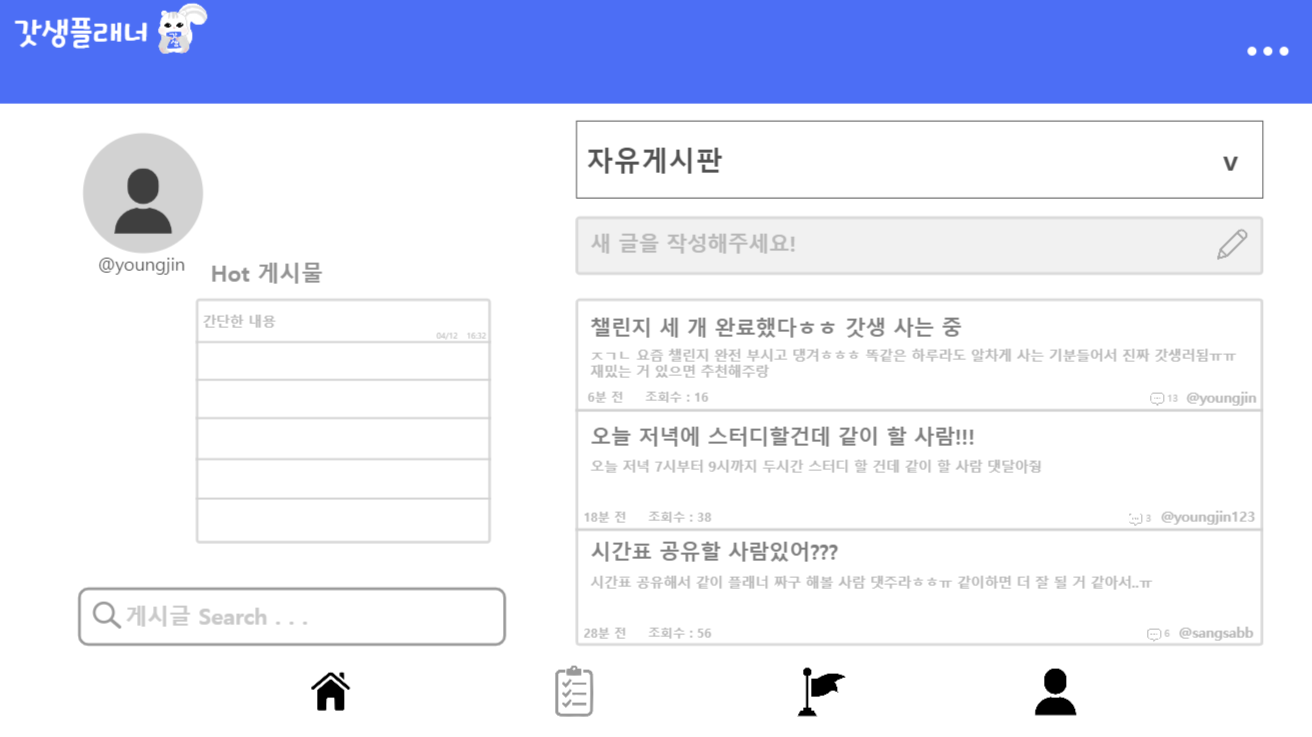 갓생플래너
@youngjin
Hot 게시물
간단한 내용
04/12 16:32
게시글 Search . . .
자유게시판
v
새 글을 작성해주세요!
챌린지 세 개 완료했다ㅎㅎ 갓생 사는 중
ㅈㄱㄴ 요즘 챌린지 완전 부시고 댕겨ㅎㅎㅎ 똑같은 하루라도 알차게 사는 기분들어서 진짜 갓생러됨ㅠㅠ
재밌는 거 있으면 추천해주랑
6분 전 조회수 : 16 13 @youngjin
오늘 저녁에 스터디할건데 같이 할 사람!!!
오늘 저녁 7시부터 9시까지 두시간 스터디 할 건데 같이 할 사람 댓달아줭
18분 전 조회수 : 38 3 @youngjin123
시간표 공유할 사람있어???
시간표 공유해서 같이 플래너 짜구 해볼 사람 댓주라ㅎㅎㅠ 같이하면 더 잘 될 거 같아서..ㅠ
28분 전 조회수 : 56 6 @sangsabb